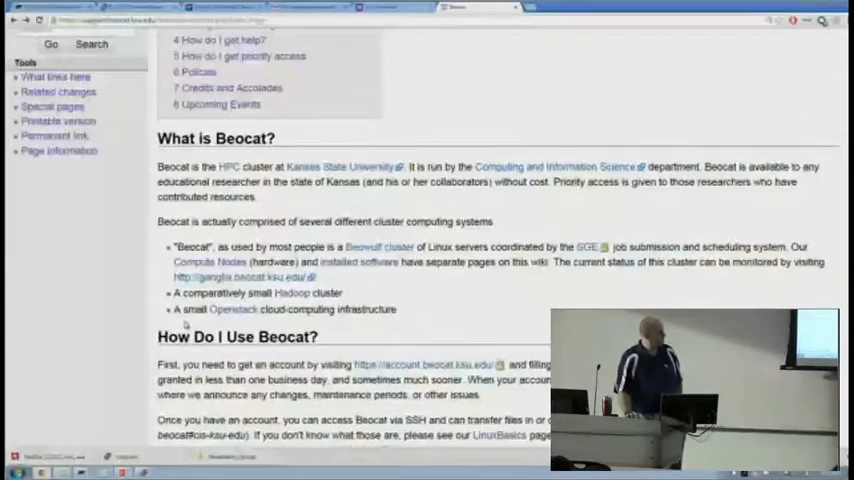 Go Search
Tools
What links here
Related changes
Special pages
Printable version
Permanent link
Page information
4 How do I get help?
5 How do I get priority access
6 Policies
7 Credits and Accolades
8 Upcoming Events
What is Beocat?
Beocat is the HPC cluster at Kansas State University. It is run by the Computing and Information Science department. Beocat is available to any
educational researcher in the state of Kansas (and his or her collaborators) without cost. Priority access is given to those researchers who have
contributed resources.
Beocat is actually comprised of several different cluster computing systems
"Beocat", as used by most people is a Beowulf cluster of Linux servers coordinated by the SGE job submission and scheduling system. Our
Compute Nodes (hardware) and installed software have separate pages on this wiki. The current status of this cluster can be monitored by visiting
http://ganglia.beocat.ksu.edu/
A comparatively small Hadoop cluster
A small Openstack cloud-computing infrastructure
How Do I Use Beocat?
First, you need to get an account by visiting https://account.beocat.ksu.edu/ and filling
granted in less than one business day, and sometimes much sooner. When your accoun
where we announce any changes, maintenance periods, or other issues.
Once you have an account, you can access Beocat via SSH and can transfer files in or o
beocat#cis-ksu-edu). If you don't know what those are, please see our LinuxBasics page